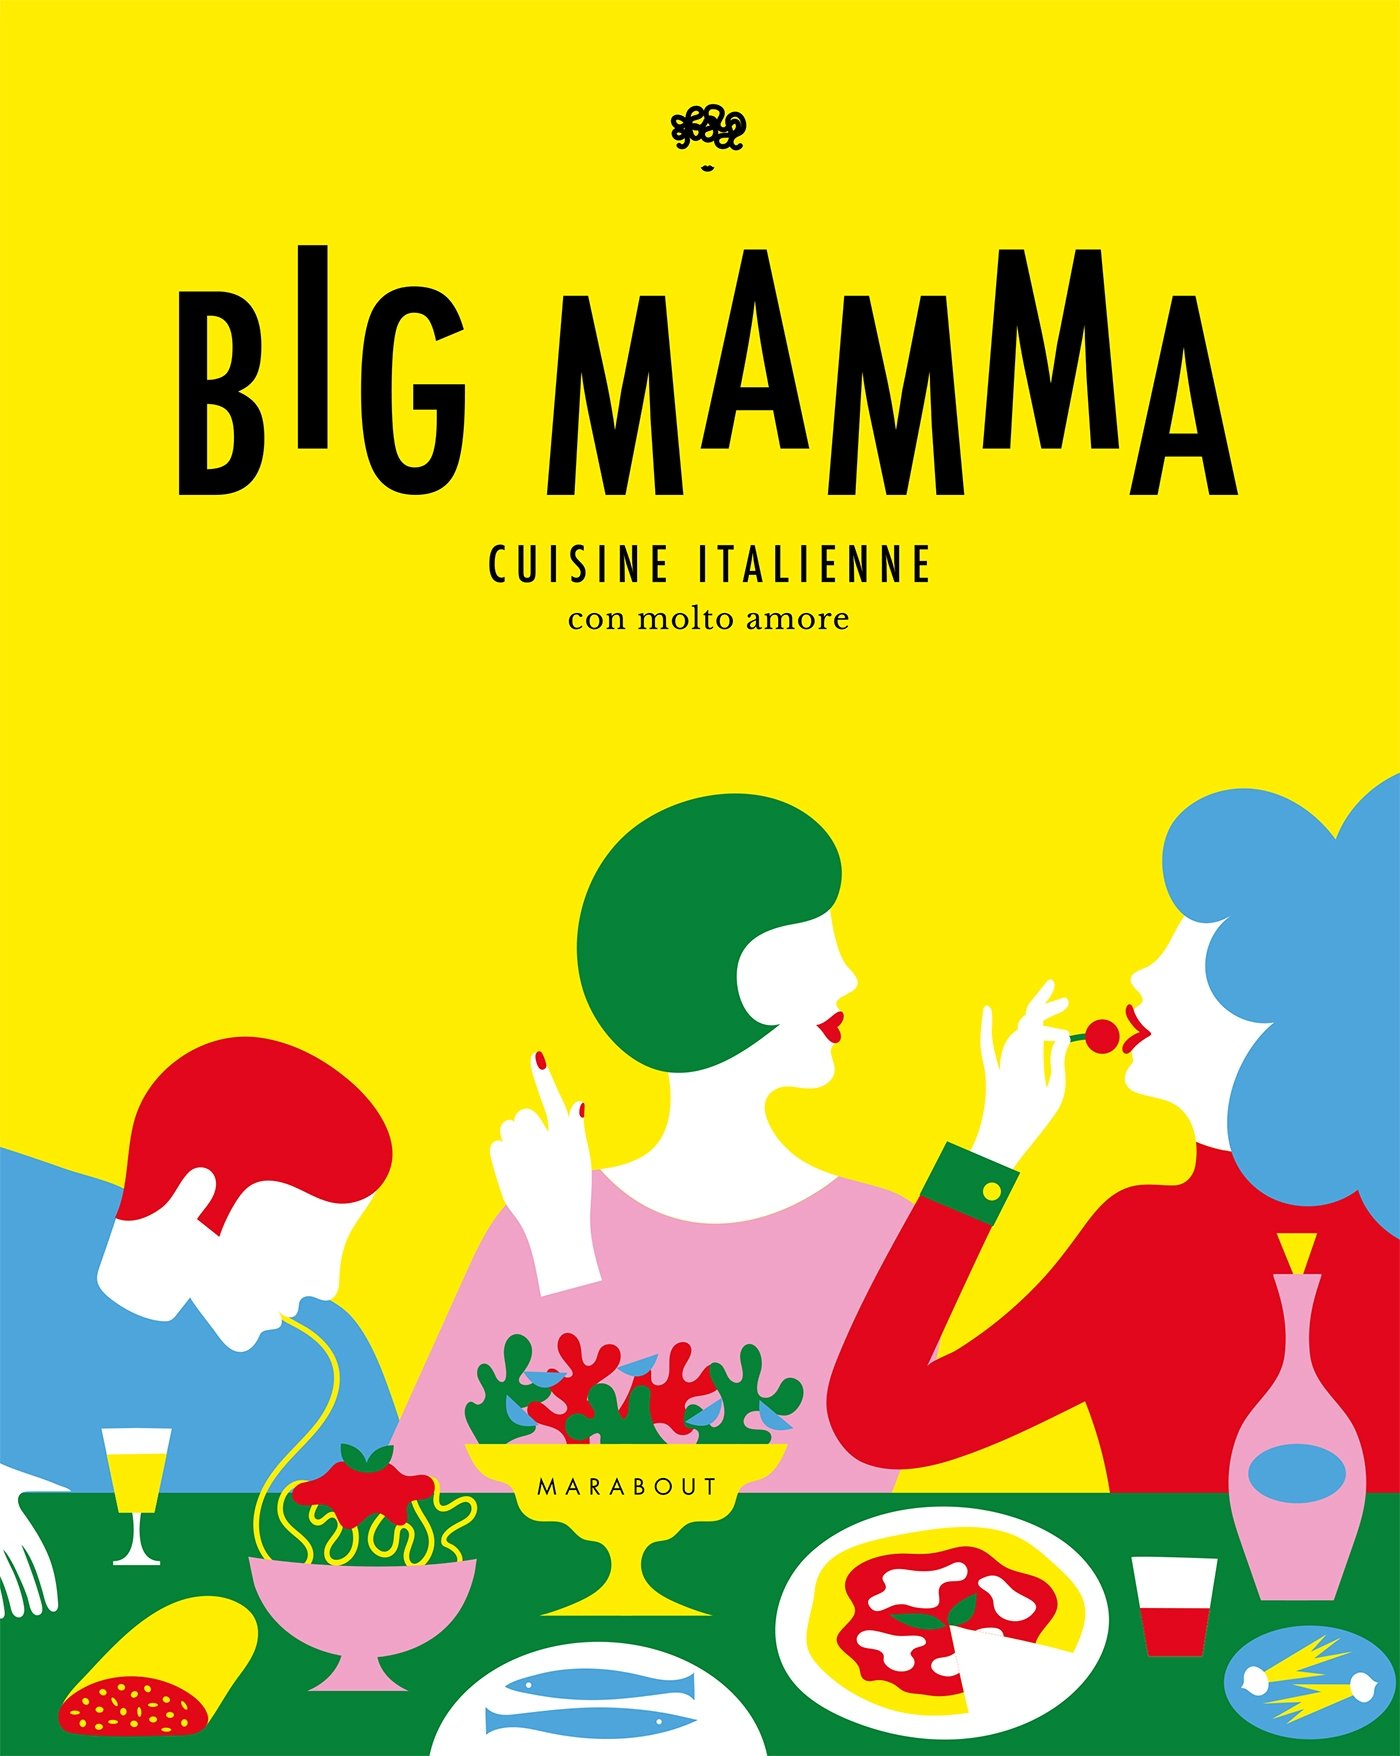 BIG MAMMA
CUISINE ITALIENNE
con molto amore
MARABOUT